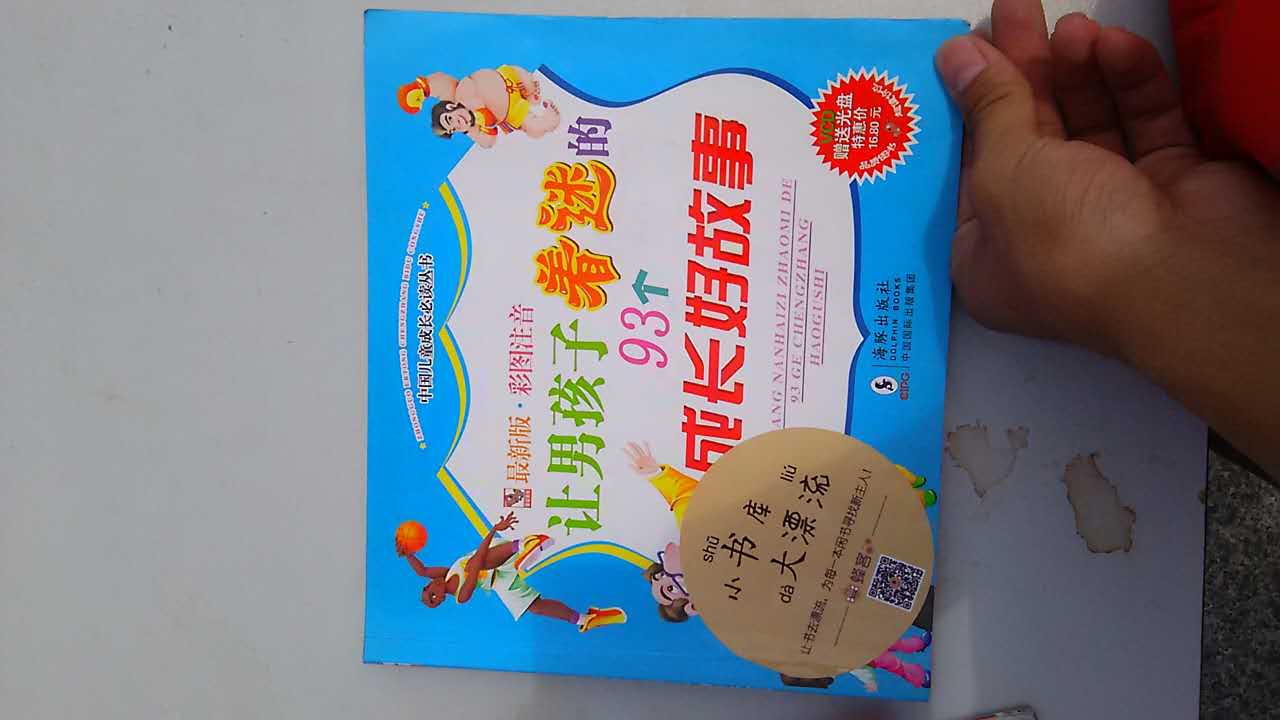 ZHONGGUO ERTONG CHENGZHANG BIDU CONGSHU
中国儿童成长必读丛书
最新版·彩图注音
让男孩子着迷的
93个
成长好故事
ANG NANHAIZI ZHAOMI DE
93 GE CHENGZHANG
HAOGUSHI
VCD
赠送光盘
特惠价
16.80 元
海豚出版社
DOLPHIN BOOKS
CIPG 中国国际出版集团
shū
小书库
dà liú
大漂流
让书去漂流，为每一本闲书寻找新主人！